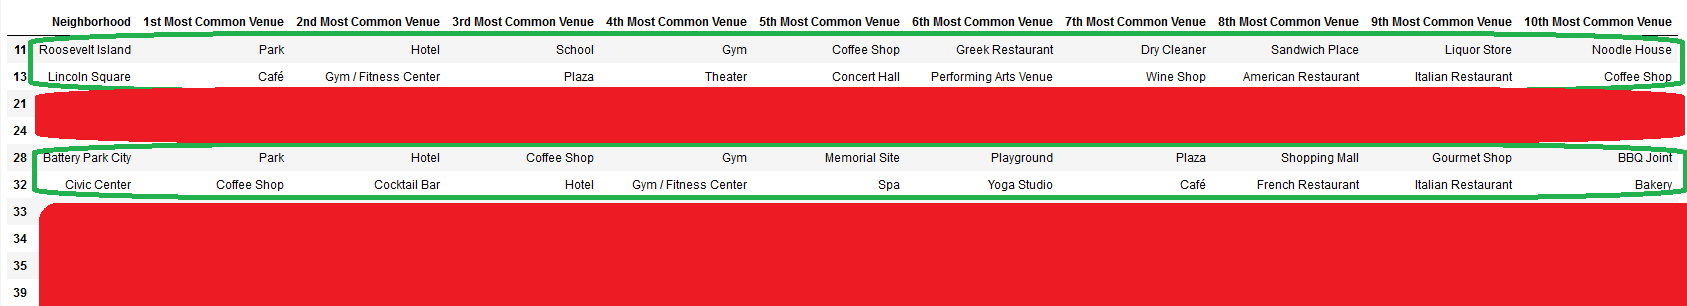 Neighborhood 1st Most Common Venue 2nd Most Common Venue 3rd Most Common Venue 4th Most Common Venue 5th Most Common Venue 6th Most Common Venue 7th Most Common Venue 8th Most Common Venue 9th Most Common Venue 10th Most Common Venue
11 Roosevelt Island Park Hotel School Gym Coffee Shop Greek Restaurant Dry Cleaner Sandwich Place Liquor Store Noodle House
13 Lincoln Square Café Gym / Fitness Center Plaza Theater Concert Hall Performing Arts Venue Wine Shop American Restaurant Italian Restaurant Coffee Shop
21
24
28 Battery Park City Park Hotel Coffee Shop Gym Memorial Site Playground Plaza Shopping Mall Gourmet Shop BBQ Joint
32 Civic Center Coffee Shop Cocktail Bar Hotel Gym / Fitness Center Spa Yoga Studio Café French Restaurant Italian Restaurant Bakery
33
34
35
39